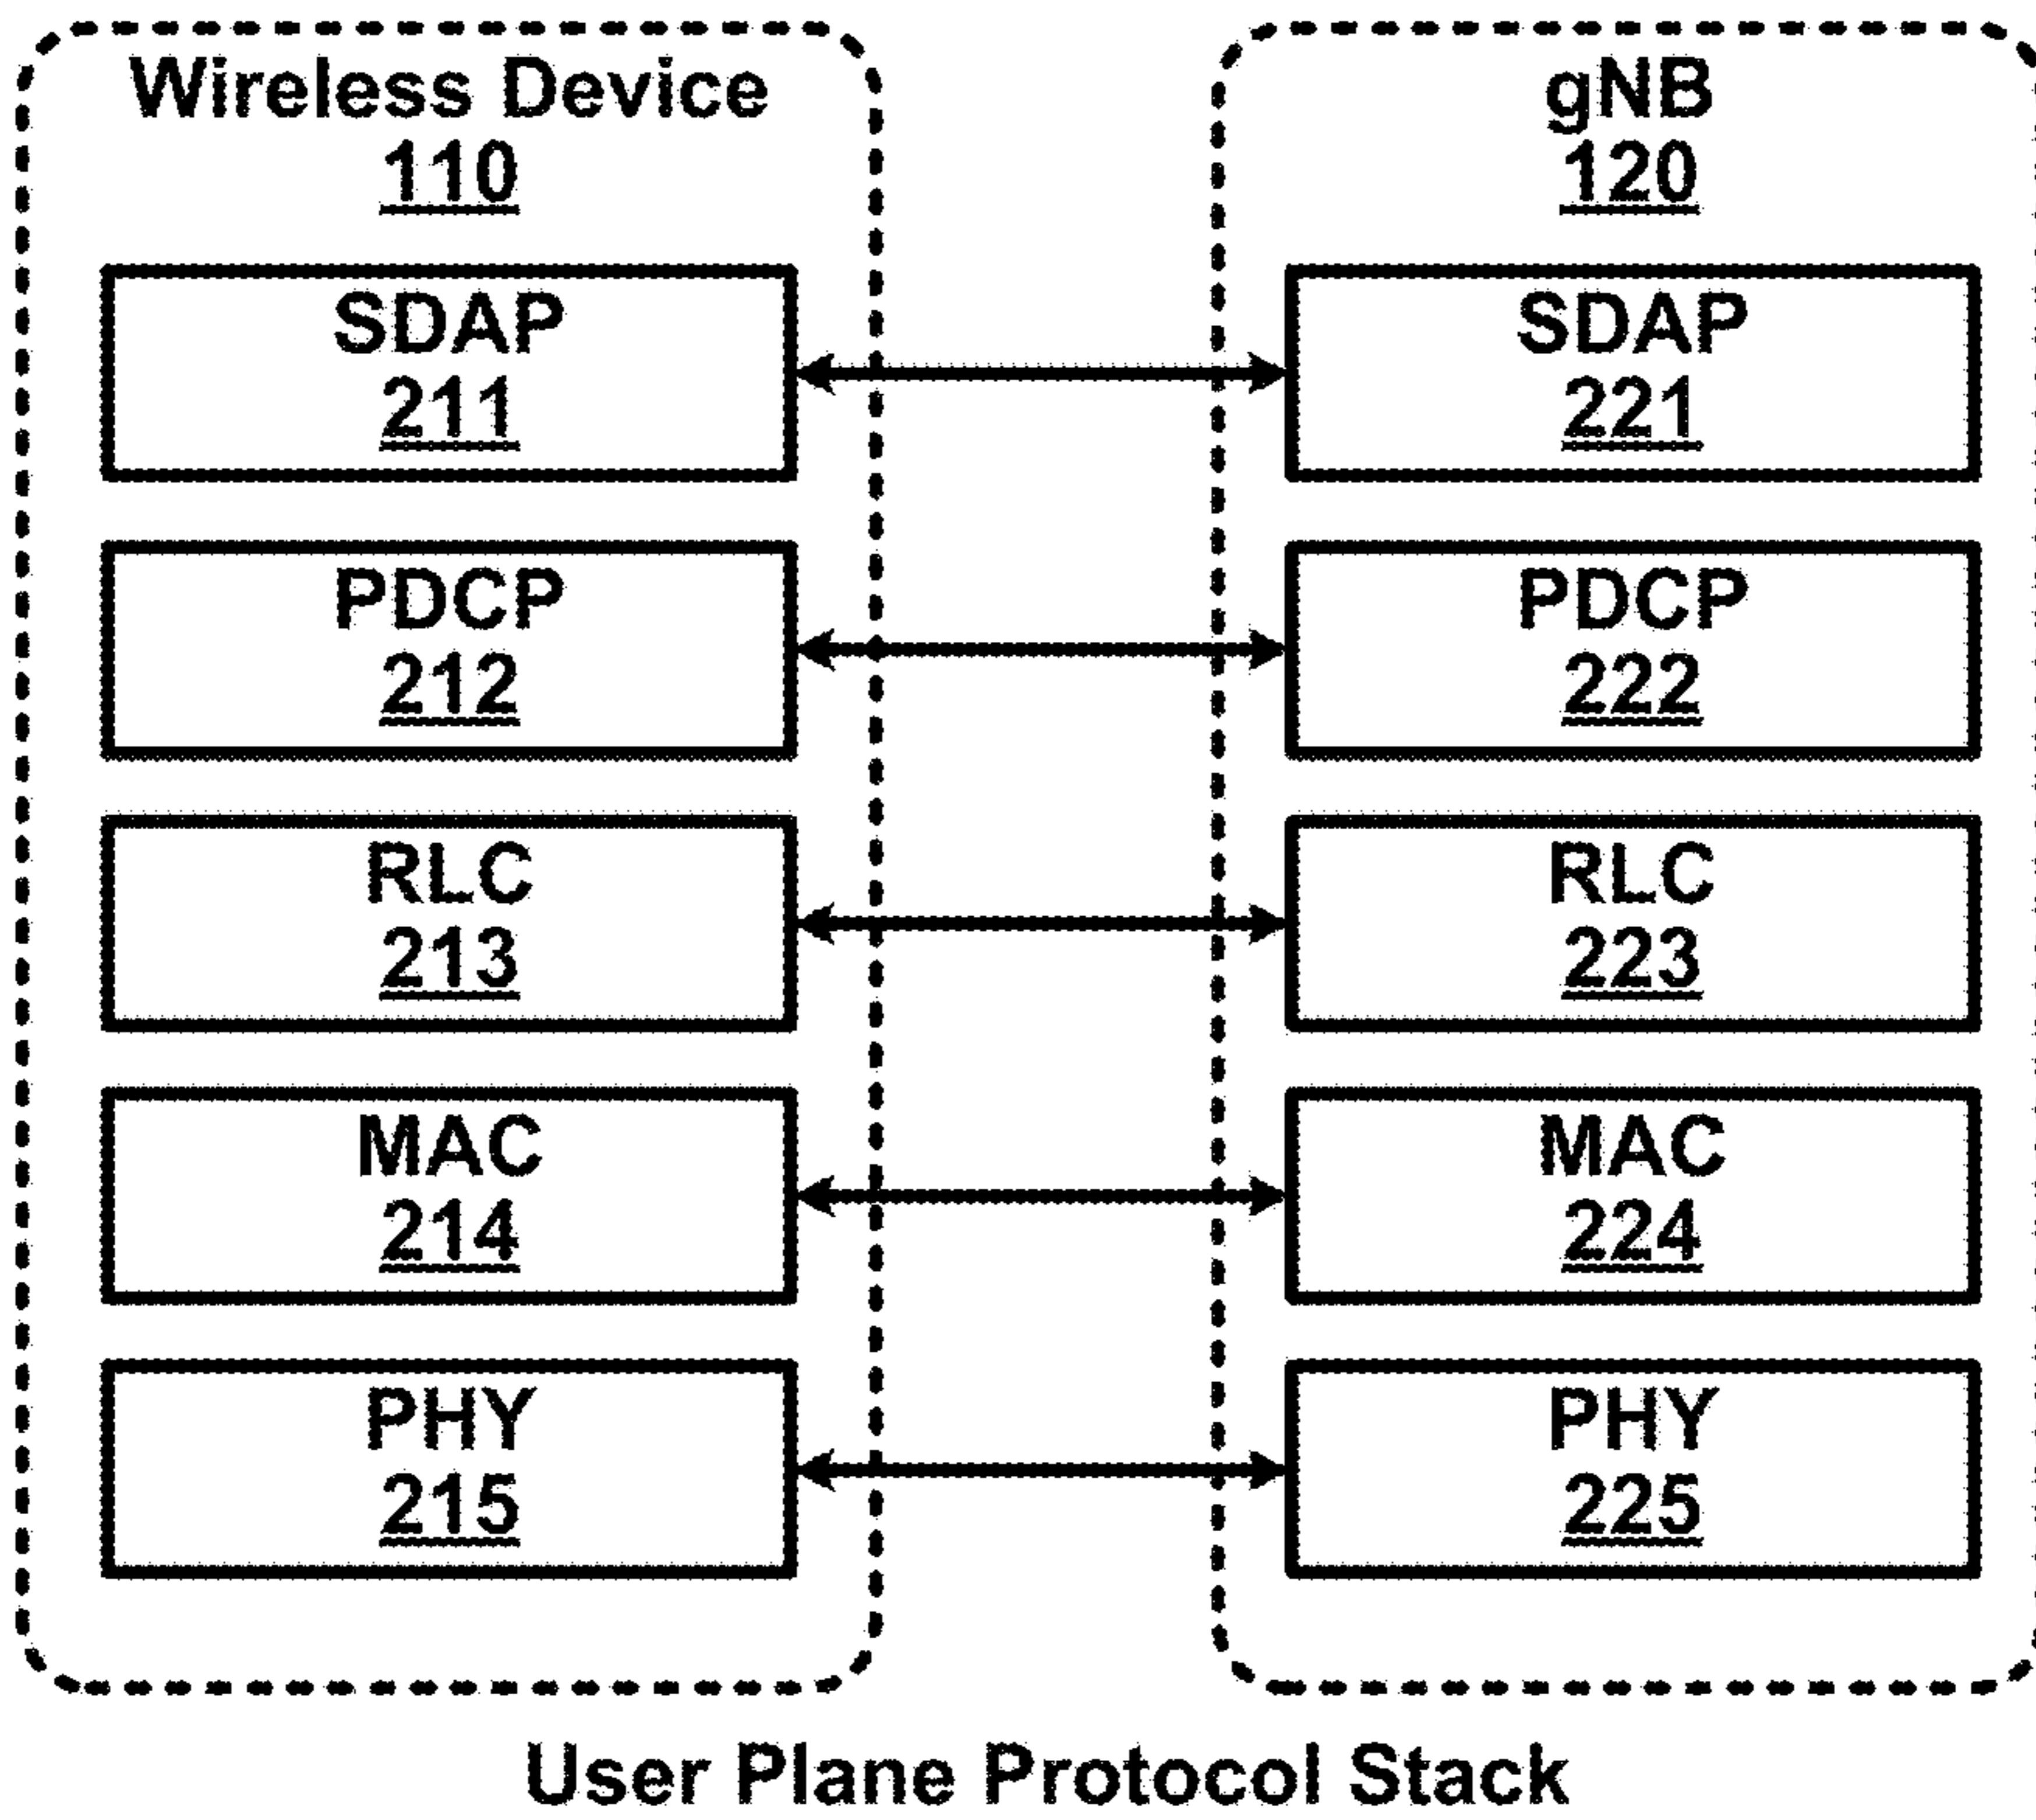 Wireless Device
110
SDAP
211
PDCP
212
RLC
213
MAC
214
PHY
215
gNB
120
SDAP
221
PDCP
222
RLC
223
MAC
224
PHY
225
User Plane Protocol Stack